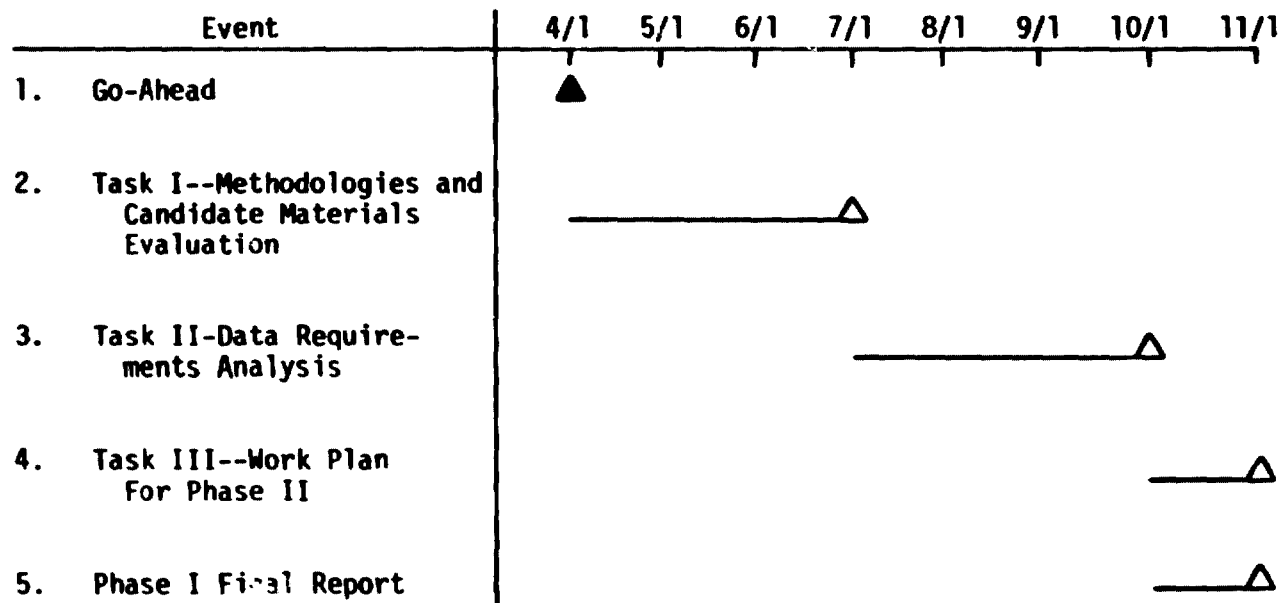 Event 4/1 5/1 6/1 7/1 8/1 9/1 10/1 11/1
1. Go-Ahead
2. Task I--Methodologies and
Candidate Materials
Evaluation
3. Task II-Data Require-
ments Analysis
4. Task III--Work Plan
For Phase II
5. Phase I Final Report